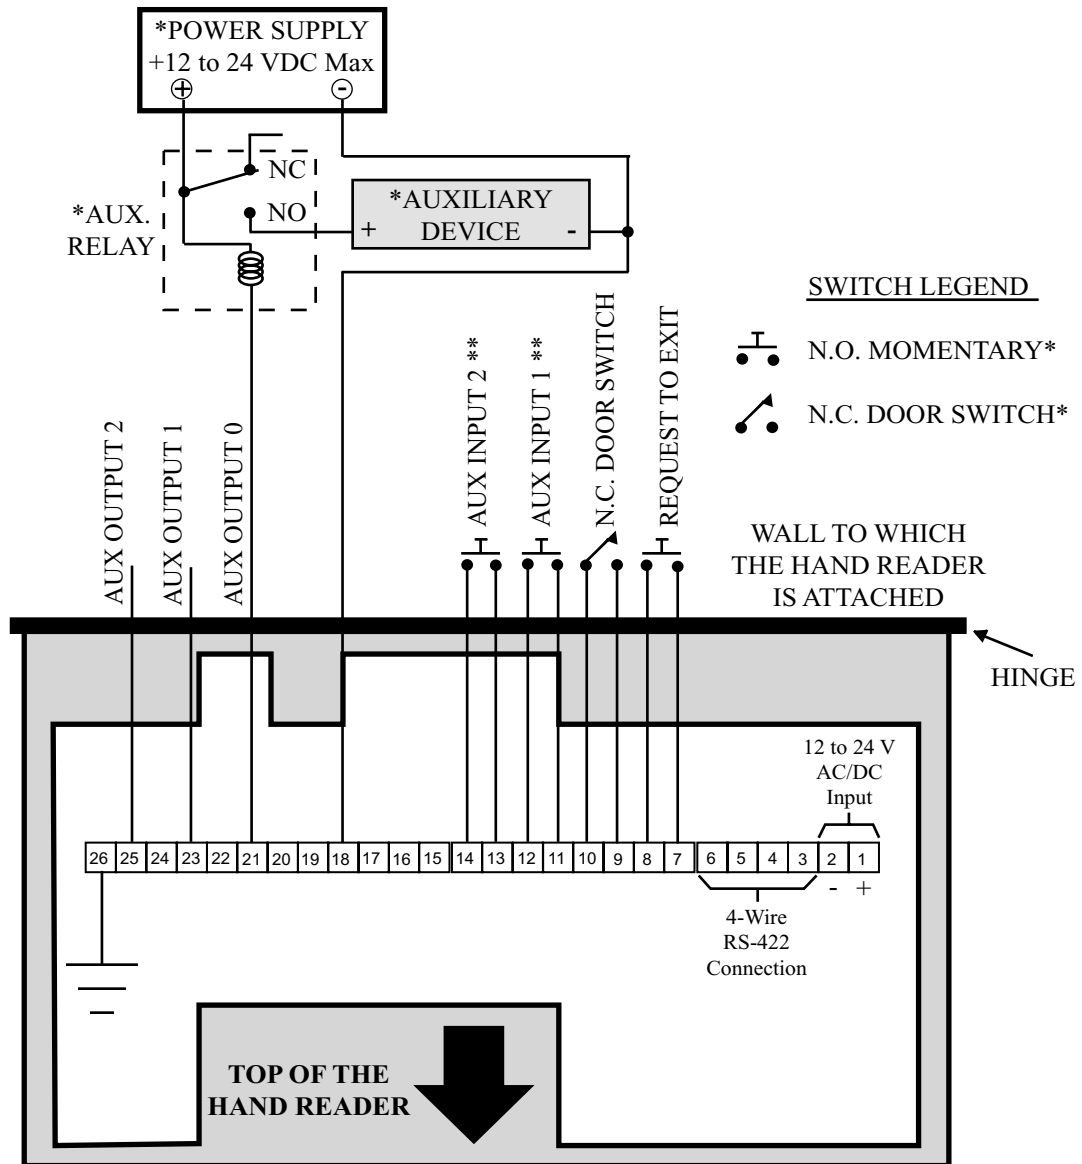 *POWER SUPPLY
+12 to 24 VDC Max
+
-
NC
NO
*AUX.
RELAY
*AUXILIARY
DEVICE
+
-
SWITCH LEGEND
N.O. MOMENTARY*
N.C. DOOR SWITCH*
AUX OUTPUT 2
AUX OUTPUT 1
AUX OUTPUT 0
AUX INPUT 2 **
AUX INPUT 1 **
N.C. DOOR SWITCH
REQUEST TO EXIT
WALL TO WHICH
THE HAND READER
IS ATTACHED
HINGE
12 to 24 V
AC/DC
Input
26 25 24 23 22 21 20 19 18 17 16 15 14 13 12 11 10 9 8 7 6 5 4 3 2 1
- +
4-Wire
RS-422
Connection
TOP OF THE
HAND READER